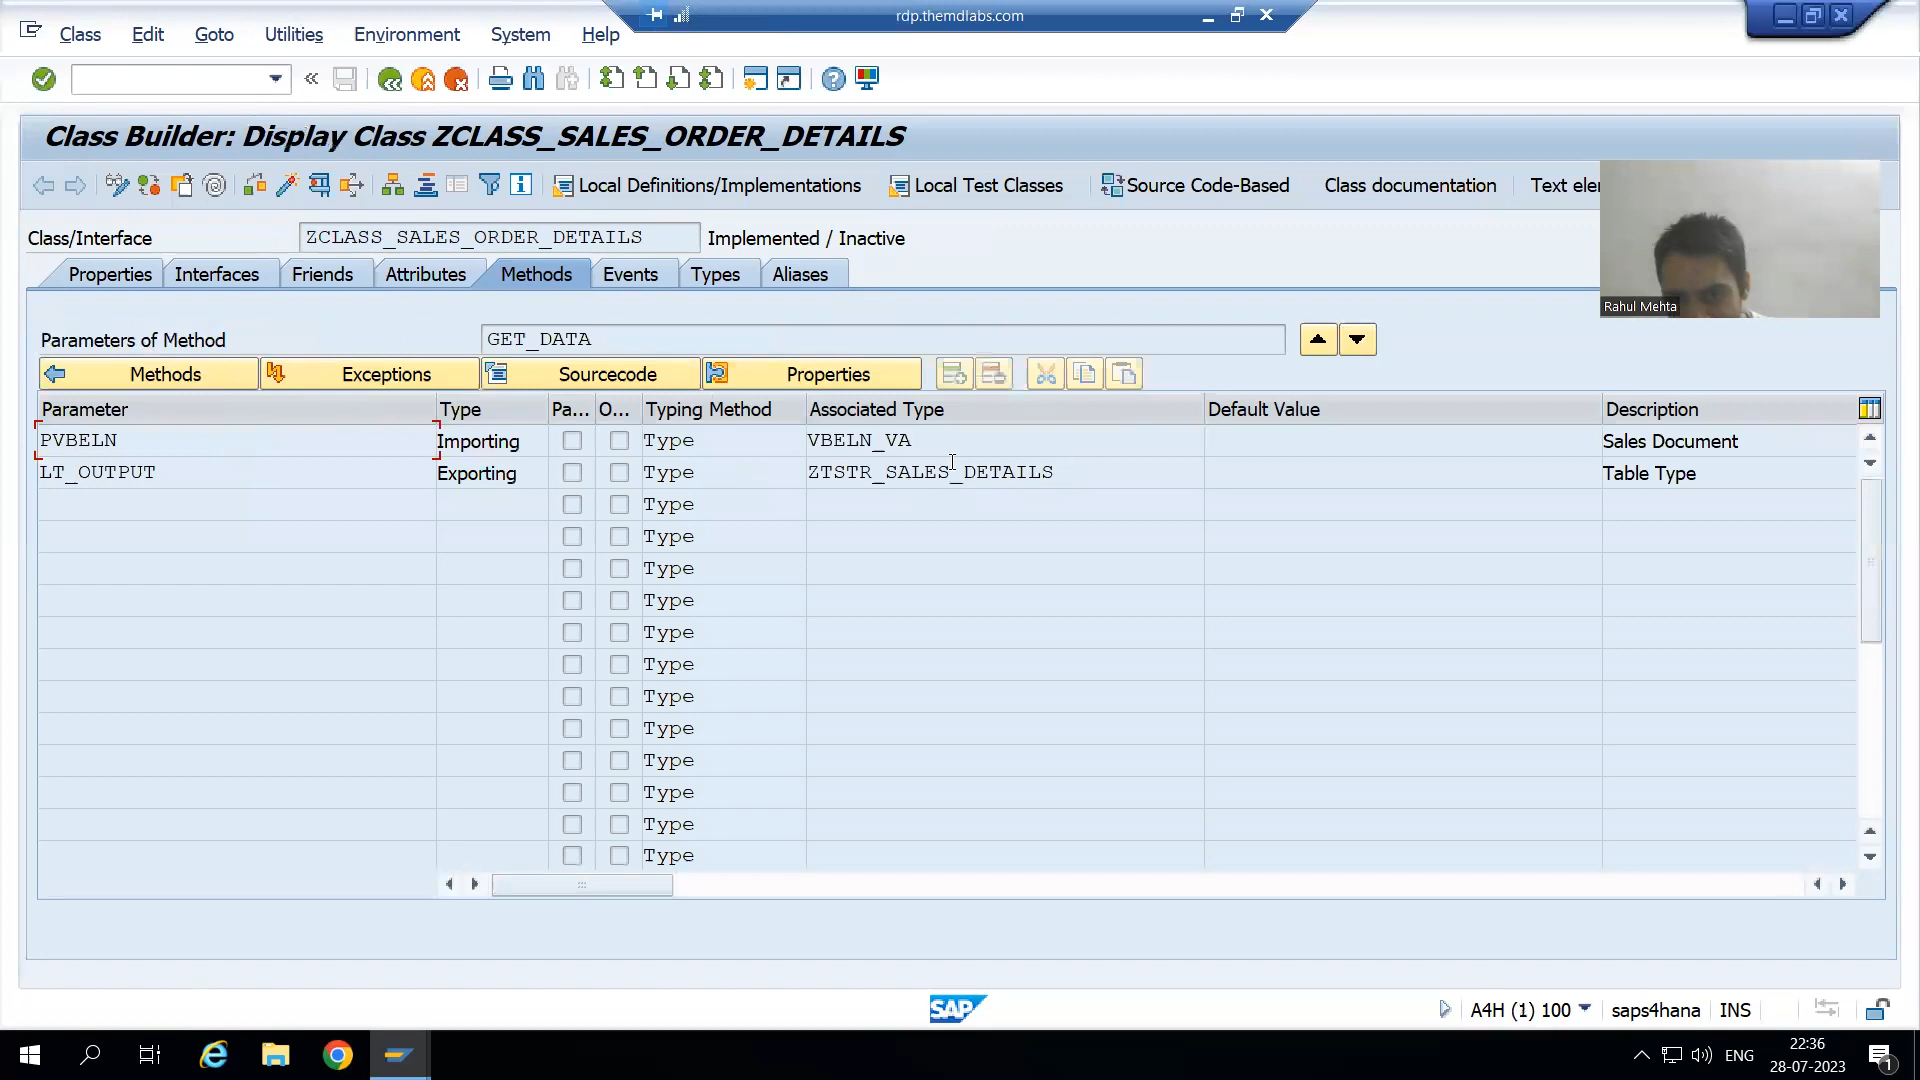 rdp.themdlabs.com
Class Edit Goto Utilities Environment System Help
Class Builder: Display Class ZCLASS_SALES_ORDER_DETAILS
Local Definitions/Implementations Local Test Classes Source Code-Based Class documentation Text ele
Class/Interface ZCLASS_SALES_ORDER_DETAILS Implemented / Inactive
Rahul Mehta
Properties Interfaces Friends Attributes Methods Events Types Aliases
Parameters of Method GET_DATA
Methods Exceptions Sourcecode Properties
Parameter Type Pa... O... Typing Method Associated Type Default Value Description
PVBELN Importing Type VBELN_VA Sales Document
LT_OUTPUT Exporting Type ZTSTR_SALES_DETAILS Table Type
Type
Type
Type
Type
Type
Type
Type
Type
Type
Type
Type
Type
SAP A4H (1) 100 saps4hana INS
ENG 22:36
28-07-2023 1